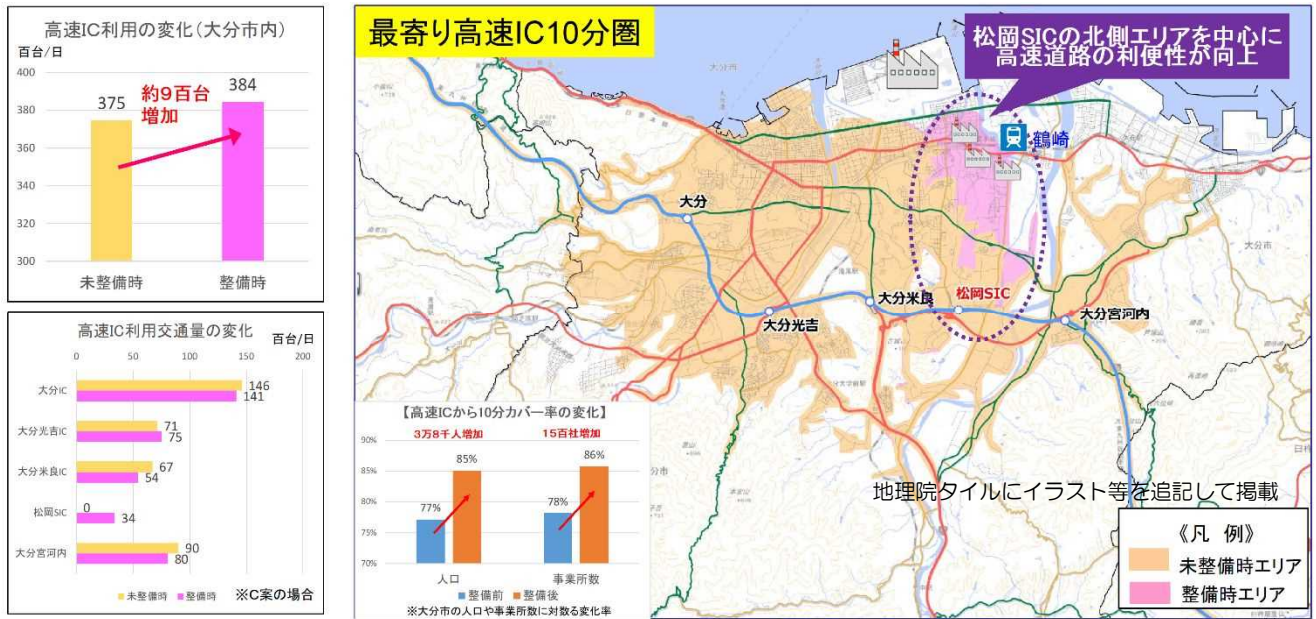 高速IC利用の変化(大分市内)
百台/日
400
380
360
340
320
300
375
384
約9百台
増加
未整備時
整備時
高速IC利用交通量の変化
百台/日
0
50
100
150
200
大分IC
146
141
大分光吉IC
71
75
大分米良IC
67
54
松岡SIC
0
34
大分宮河内
90
80
未整備時 整備時
※C案の場合
最寄り高速IC10分圏
松岡SICの北側エリアを中心に
高速道路の利便性が向上
鶴崎
大分
大分光吉
大分米良
松岡SIC
大分宮河内
大分市
【高速ICから10分カバー率の変化】
3万8千人増加
15百社増加
90%
85%
80%
75%
70%
77%
85%
78%
86%
人口
事業所数
整備前 整備後
※大分市の人口や事業所数に対する変化率
地理院タイルにイラスト等を追記して掲載
《凡 例》
未整備時エリア
整備時エリア